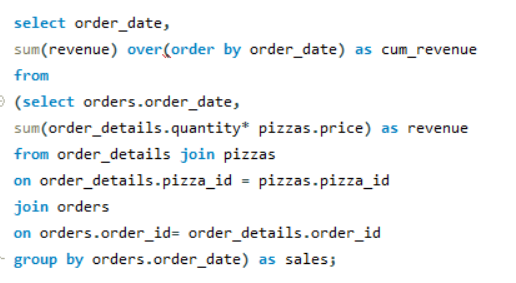 select order_date,
sum(revenue) over(order by order_date) as cum_revenue
from
(select orders.order_date,
sum(order_details.quantity* pizzas.price) as revenue
from order_details join pizzas
on order_details.pizza_id = pizzas.pizza_id
join orders
on orders.order_id= order_details.order_id
group by orders.order_date) as sales;